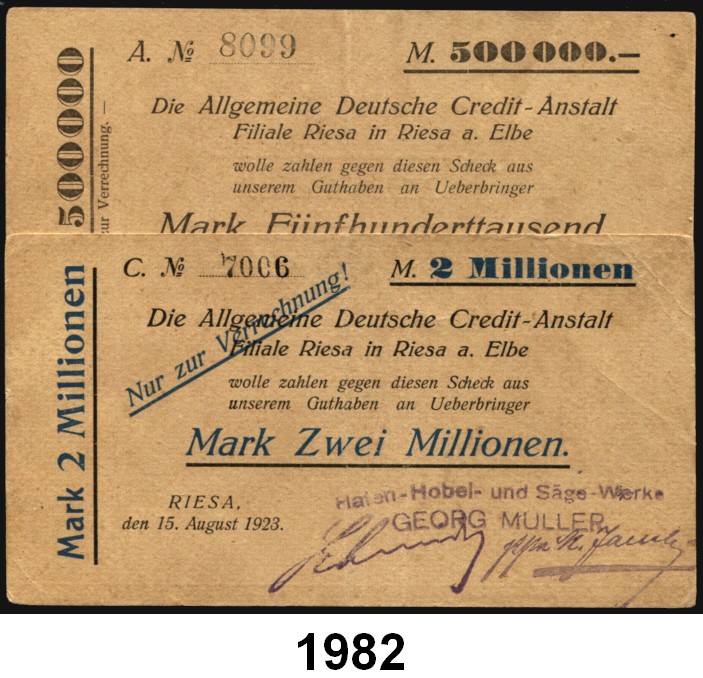 A. № 8099 M. 500000.—
500000
zur Verrechnung. —
Die Allgemeine Deutsche Credit-Anstalt
Filiale Riesa in Riesa a. Elbe
wolle zahlen gegen diesen Scheck aus
unserem Guthaben an Ueberbringer
Mark Fünfhunderttausend
C. № 7006 M. 2 Millionen
Mark 2 Millionen
Nur zur Verrechnung!
Die Allgemeine Deutsche Credit-Anstalt
Filiale Riesa in Riesa a. Elbe
wolle zahlen gegen diesen Scheck aus
unserem Guthaben an Ueberbringer
Mark Zwei Millionen.
RIESA,
den 15. August 1923.
Hafen-Hobel- und Säge-Werke
GEORG MÜLLER
ppa
1982